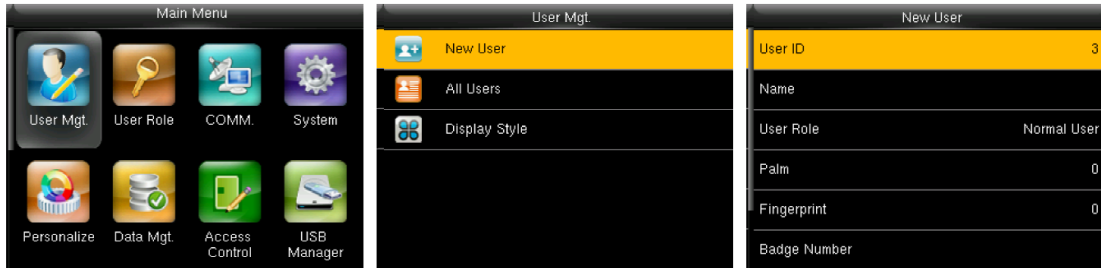 Main Menu
User Mgt.
User Role
COMM.
System
Personalize
Data Mgt.
Access
Control
USB
Manager
User Mgt.
New User
All Users
Display Style
New User
User ID 3
Name
User Role Normal User
Palm 0
Fingerprint 0
Badge Number